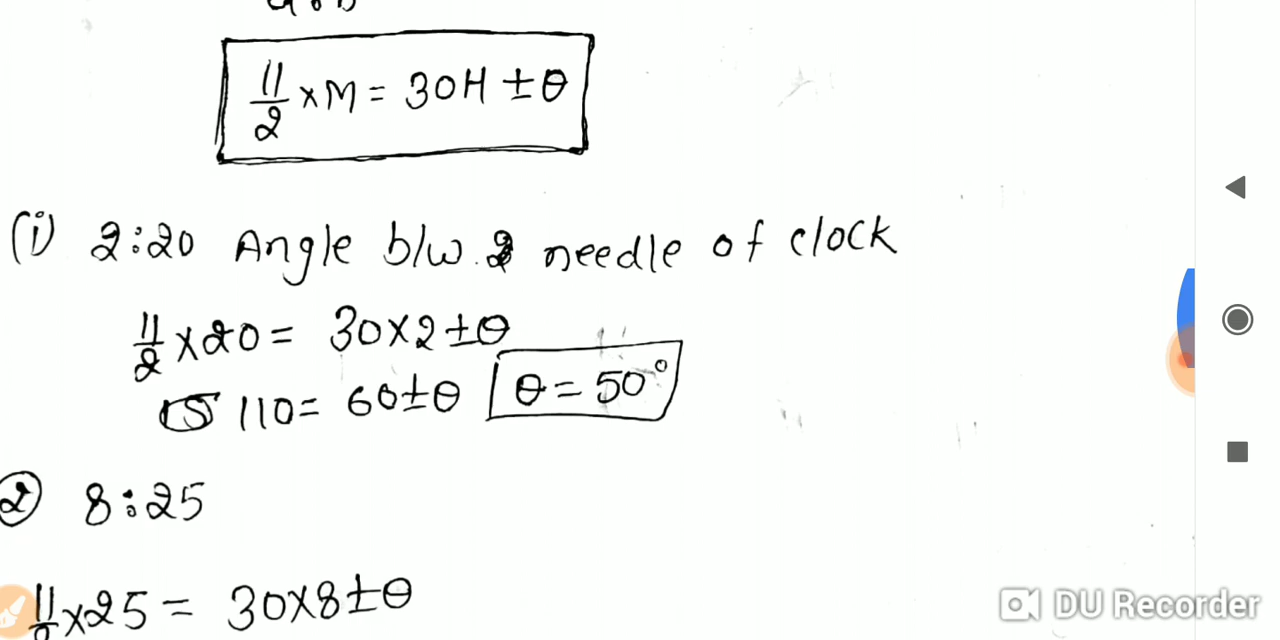 11/2 × M = 30H ± θ
(i) 2:20 Angle b/w 2 needle of clock
11/2 × 20 = 30×2 ± θ
110 = 60 ± θ θ = 50°
② 8:25
11/2 × 25 = 30×8 ± θ
DU Recorder